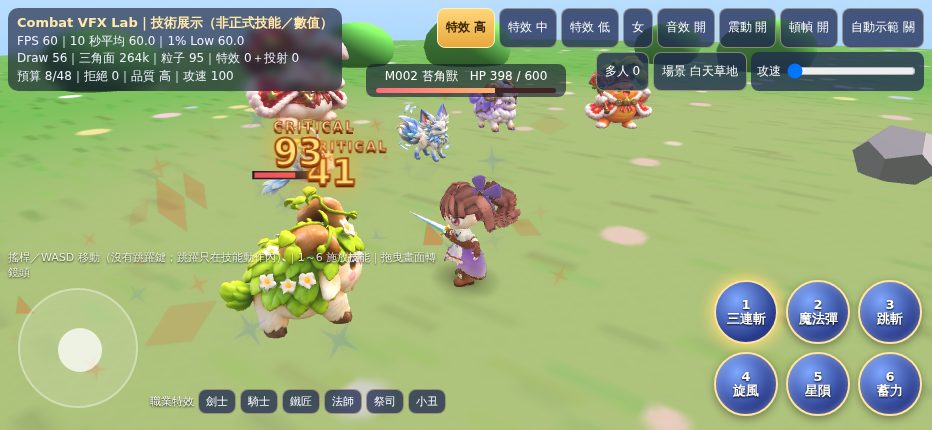 Combat VFX Lab｜技術展示（非正式技能／數值）
FPS 60｜10 秒平均 60.0｜1% Low 60.0
Draw 56｜三角面 264k｜粒子 95｜特效 0＋投射 0
預算 8/48｜拒絕 0｜品質 高｜攻速 100
特效 高
特效 中
特效 低
女
音效 開
震動 開
頓幀 開
自動示範 關
M002 苔角獸 HP 398 / 600
多人 0
場景 白天草地
攻速
CRITICAL
93
CRITICAL
41
搖桿／WASD 移動（沒有跳躍鍵；跳躍只在技能動作內）｜1~6 施放技能｜拖曳畫面轉
鏡頭
1
三連斬
2
魔法彈
3
跳斬
4
旋風
5
星隕
6
蓄力
職業特效
劍士
騎士
鐵匠
法師
祭司
小丑